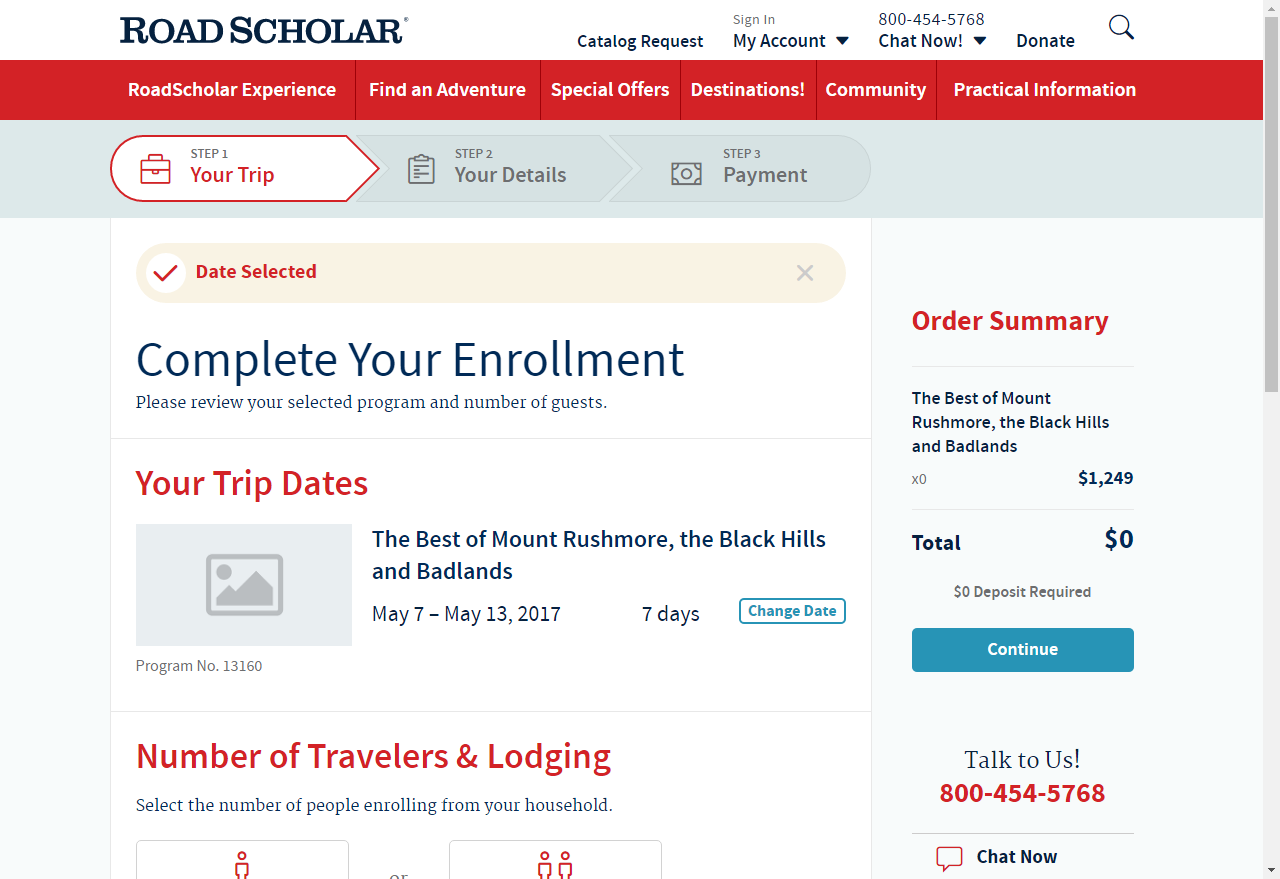 ROAD SCHOLAR®
Sign In
My Account
800-454-5768
Chat Now!
Catalog Request
Donate
RoadScholar Experience
Find an Adventure
Special Offers
Destinations!
Community
Practical Information
STEP 1
Your Trip
STEP 2
Your Details
STEP 3
Payment
Date Selected
Complete Your Enrollment
Please review your selected program and number of guests.
Your Trip Dates
The Best of Mount Rushmore, the Black Hills
and Badlands
May 7 – May 13, 2017
7 days
Change Date
Program No. 13160
Number of Travelers & Lodging
Select the number of people enrolling from your household.
or
Order Summary
The Best of Mount
Rushmore, the Black Hills
and Badlands
x0
$1,249
Total
$0
$0 Deposit Required
Continue
Talk to Us!
800-454-5768
Chat Now